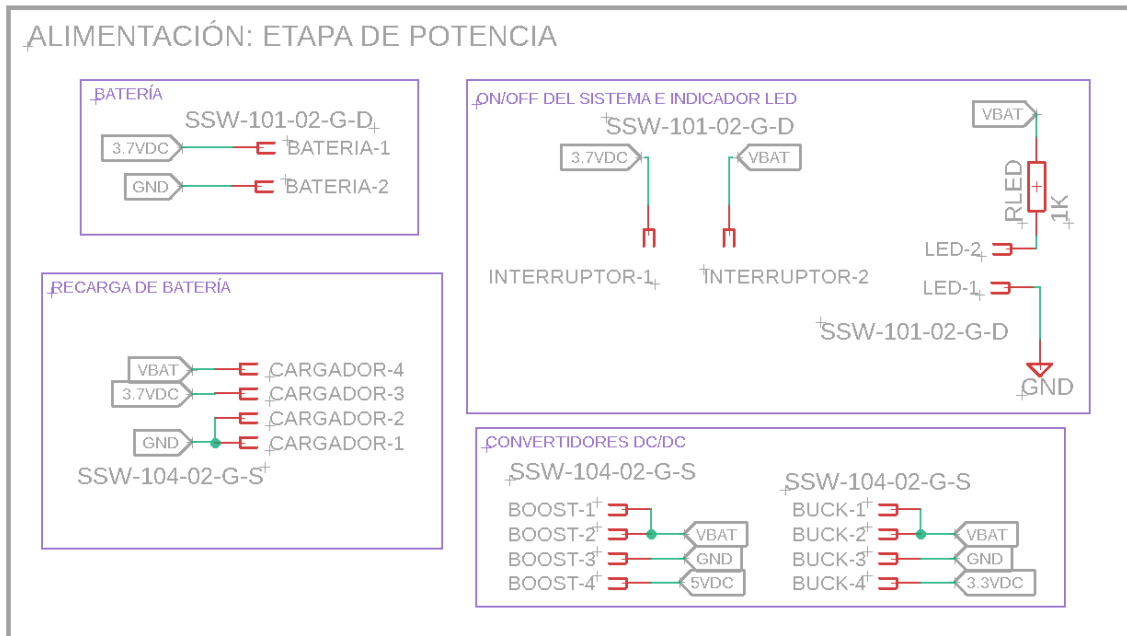 ALIMENTACIÓN: ETAPA DE POTENCIA
BATERÍA
SSW-101-02-G-D
3.7VDC BATERIA-1
GND BATERIA-2
ON/OFF DEL SISTEMA E INDICADOR LED
SSW-101-02-G-D
3.7VDC VBAT
INTERRUPTOR-1 INTERRUPTOR-2
VBAT
RLED
1K
LED-2
LED-1
SSW-101-02-G-D
GND
RECARGA DE BATERÍA
VBAT CARGADOR-4
3.7VDC CARGADOR-3
CARGADOR-2
GND CARGADOR-1
SSW-104-02-G-S
CONVERTIDORES DC/DC
SSW-104-02-G-S
BOOST-1
BOOST-2 VBAT
BOOST-3 GND
BOOST-4 5VDC
SSW-104-02-G-S
BUCK-1
BUCK-2 VBAT
BUCK-3 GND
BUCK-4 3.3VDC